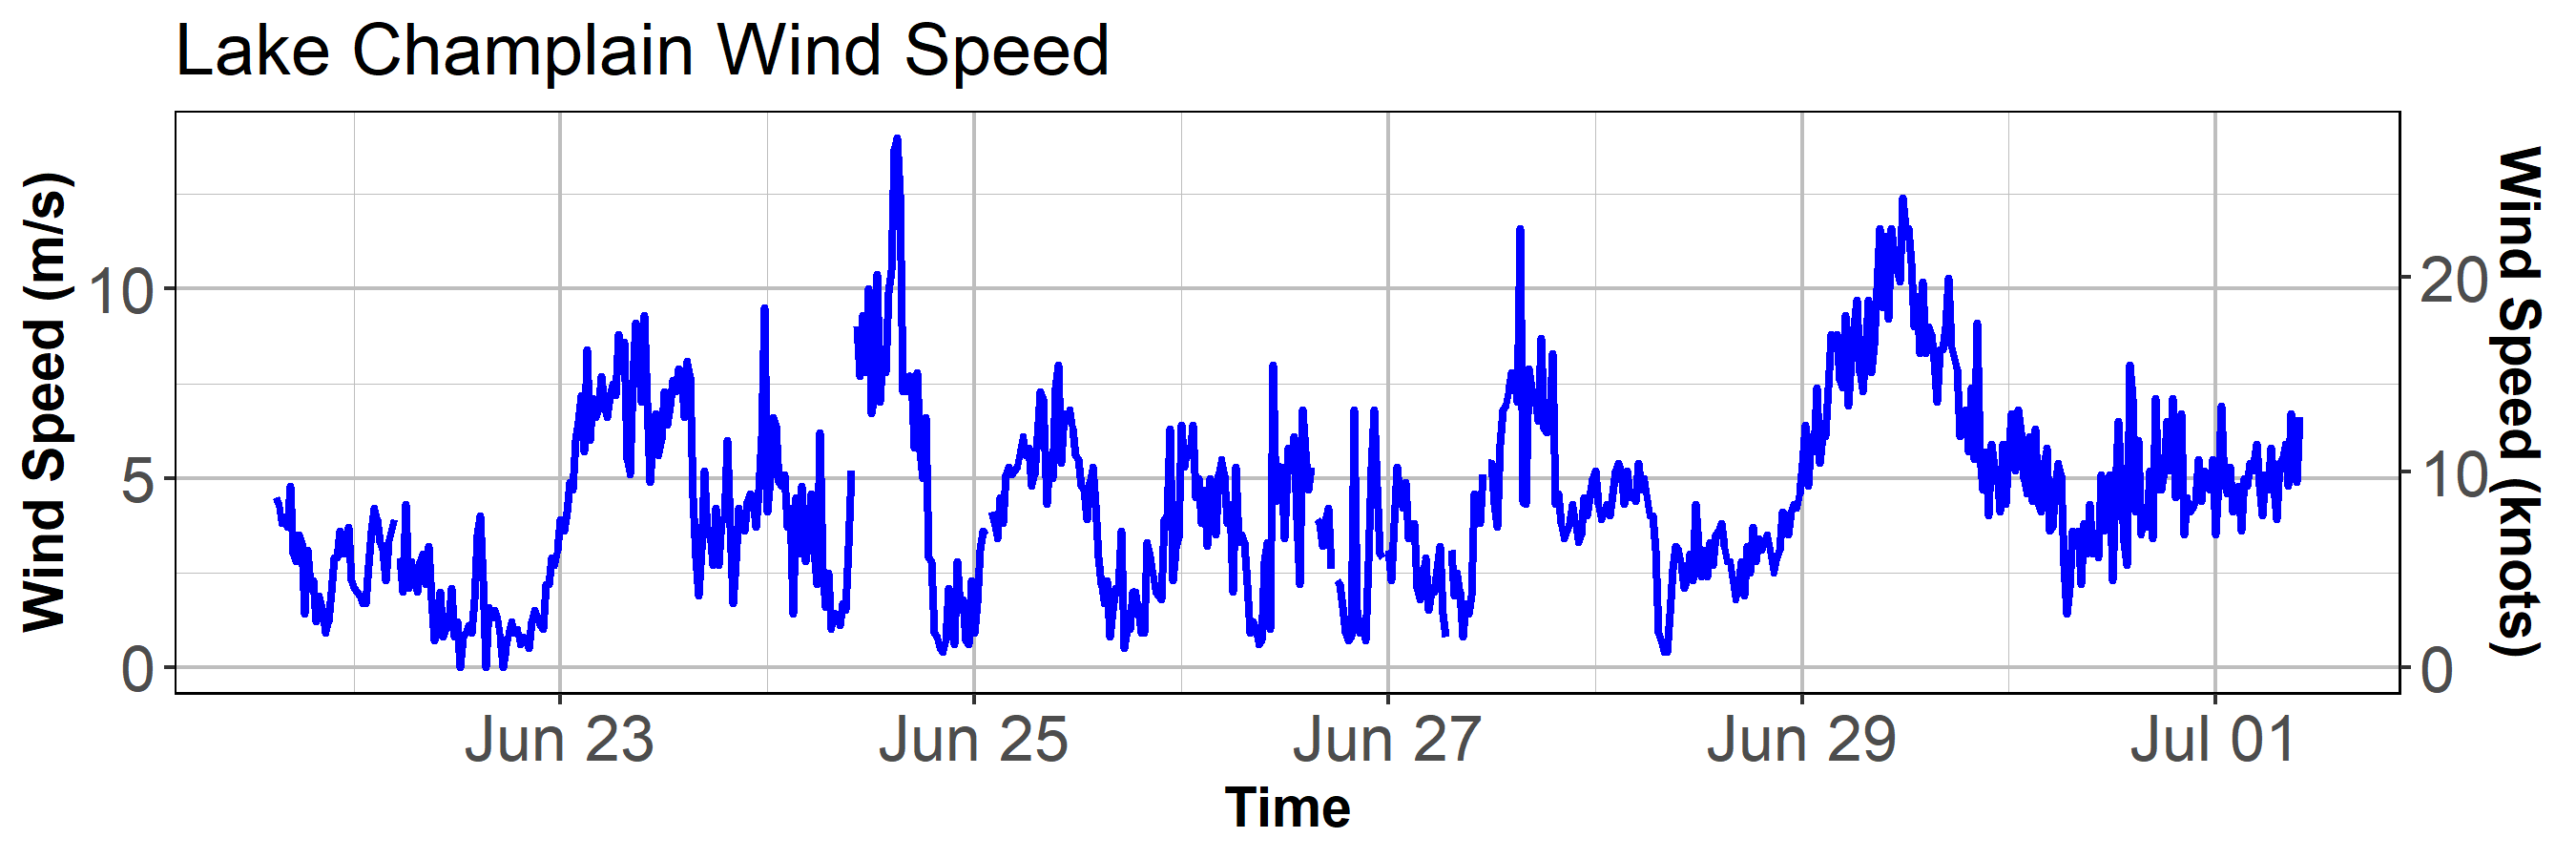 Lake Champlain Wind Speed
Wind Speed (m/s)
10
5
0
20
10
0
Wind Speed (knots)
Jun 23
Jun 25
Jun 27
Jun 29
Jul 01
Time